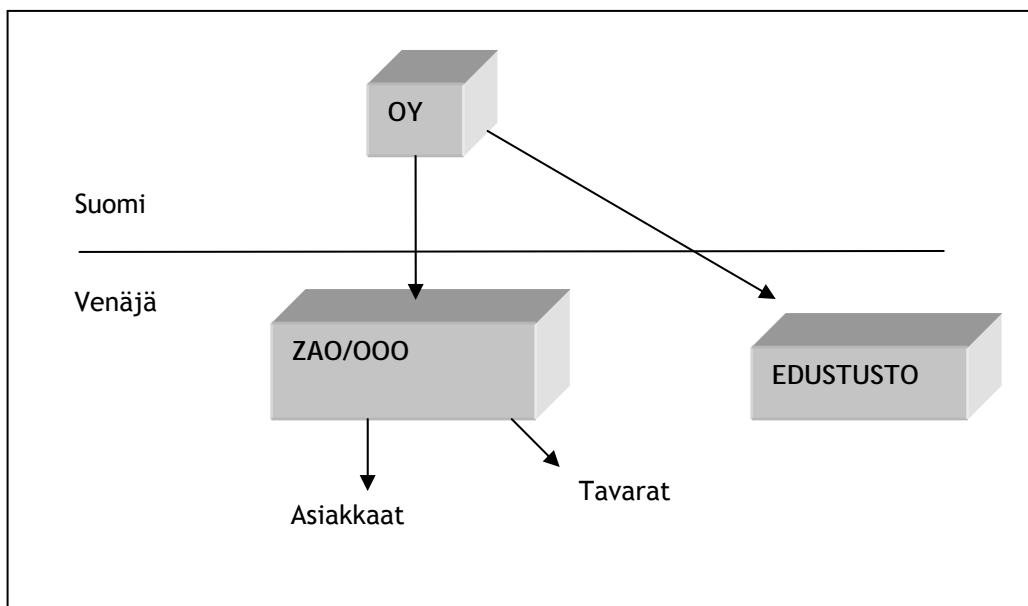 OY
Suomi
Venäjä
ZAO/OOO
EDUSTUSTO
Tavarat
Asiakkaat